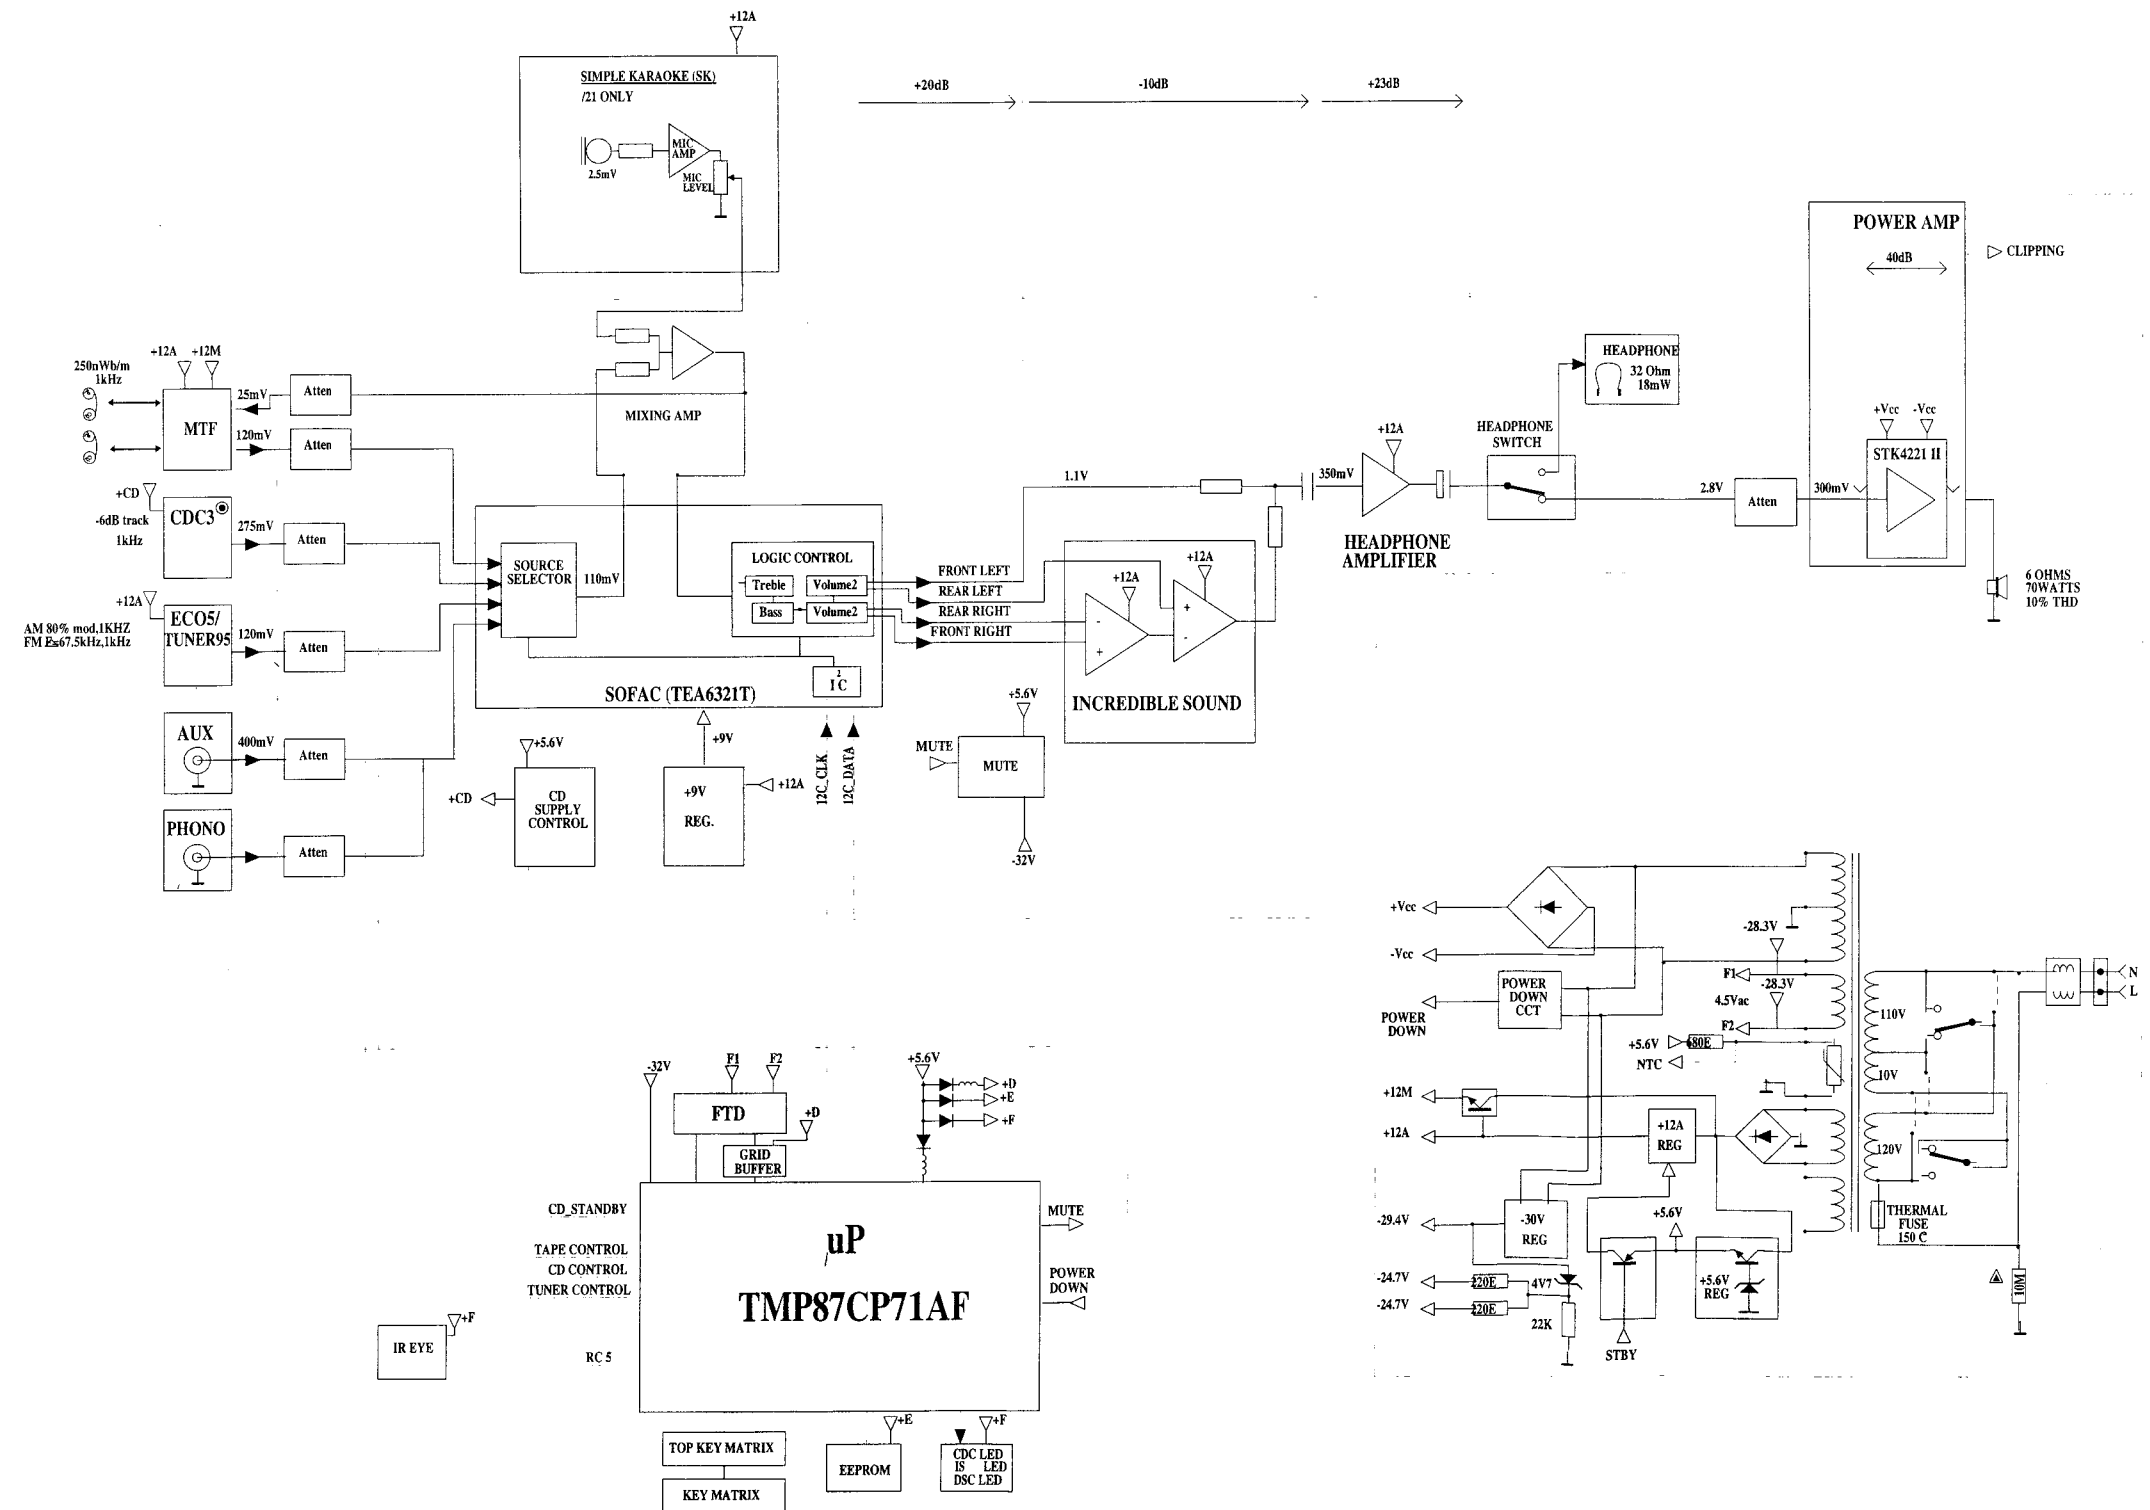 +12A
SIMPLE KARAOKE (SK)
/21 ONLY
MIC
AMP
2.5mV
MIC
LEVEL
+20dB
-10dB
+23dB
POWER AMP
40dB
CLIPPING
+Vcc
-Vcc
STK4221 II
300mV
6 OHMS
70WATTS
10% THD
HEADPHONE
32 Ohm
18mW
HEADPHONE
SWITCH
2.8V
Atten
+12A
350mV
HEADPHONE
AMPLIFIER
1.1V
MIXING AMP
250nWb/m
1kHz
+12A
+12M
MTF
25mV
Atten
120mV
Atten
+CD
-6dB track
1kHz
CDC3
275mV
Atten
+12A
AM 80% mod,1KHZ
FM E=67.5kHz,1kHz
ECO5/
TUNER95
120mV
Atten
AUX
400mV
Atten
PHONO
Atten
SOURCE
SELECTOR
110mV
LOGIC CONTROL
Treble
Volume2
Bass
Volume2
2
I C
SOFAC (TEA6321T)
FRONT LEFT
REAR LEFT
REAR RIGHT
FRONT RIGHT
+12A
+12A
-
+
+
-
INCREDIBLE SOUND
+5.6V
CD
SUPPLY
CONTROL
+CD
+9V
+9V
REG.
+12A
12C_CLK
12C_DATA
+5.6V
MUTE
MUTE
-32V
+Vcc
-Vcc
POWER
DOWN
CCT
POWER
DOWN
-28.3V
F1
-28.3V
4.5Vac
F2
+5.6V
680E
NTC
+12M
+12A
+12A
REG
-29.4V
-30V
REG
+5.6V
-24.7V
220E
-24.7V
220E
4V7
22K
STBY
+5.6V
REG
110V
10V
120V
N
L
THERMAL
FUSE
150 C
10M
-32V
F1
F2
FTD
+D
GRID
BUFFER
+5.6V
+D
+E
+F
CD_STANDBY
TAPE CONTROL
CD CONTROL
TUNER CONTROL
RC 5
µP
TMP87CP71AF
MUTE
POWER
DOWN
+F
IR EYE
TOP KEY MATRIX
KEY MATRIX
+E
EEPROM
+F
CDC LED
IS LED
DSC LED